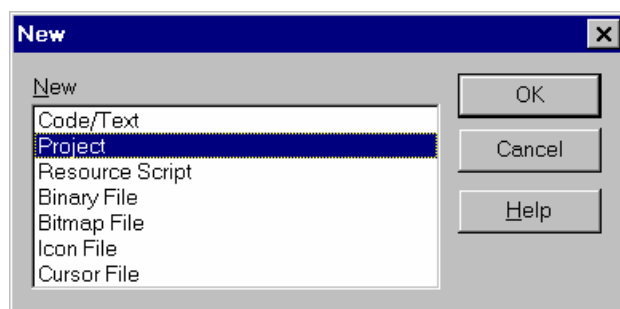 New
New
Code/Text
Project
Resource Script
Binary File
Bitmap File
Icon File
Cursor File
OK
Cancel
Help